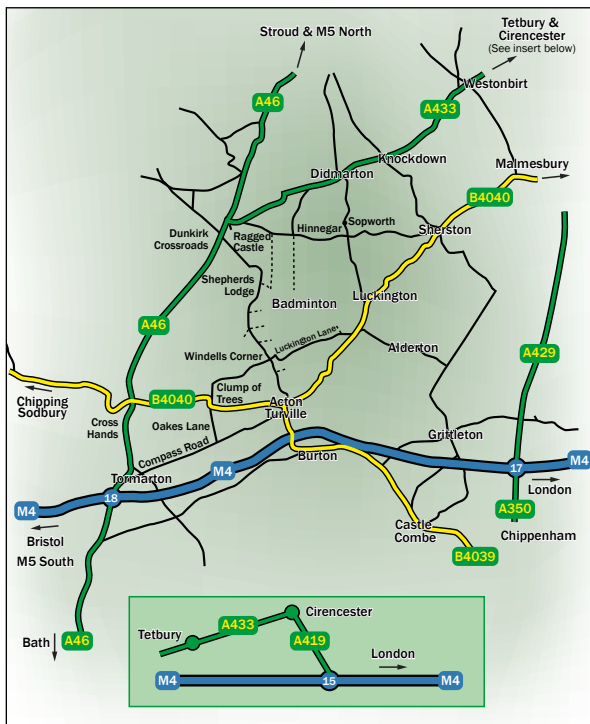 Stroud & M5 North
Tetbury &
Cirencester
(See insert below)
Westonbirt
A46
A433
Knockdown
Didmarton
Malmesbury
B4040
Hinnegar
Sopworth
Sherston
Dunkirk
Crossroads
Ragged
Castle
Shepherds
Lodge
Badminton
Luckington
A46
Luckington Lane
Alderton
A429
Windells Corner
Chipping
Sodbury
B4040
Clump of
Trees
Acton
Turville
Cross
Hands
Oakes Lane
Compass Road
Grittleton
Burton
Tormarton
M4
M4
17
London
18
M4
Bristol
M5 South
A350
Chippenham
Castle
Combe
B4039
Bath
A46
Cirencester
A433
Tetbury
A419
London
M4
15
M4